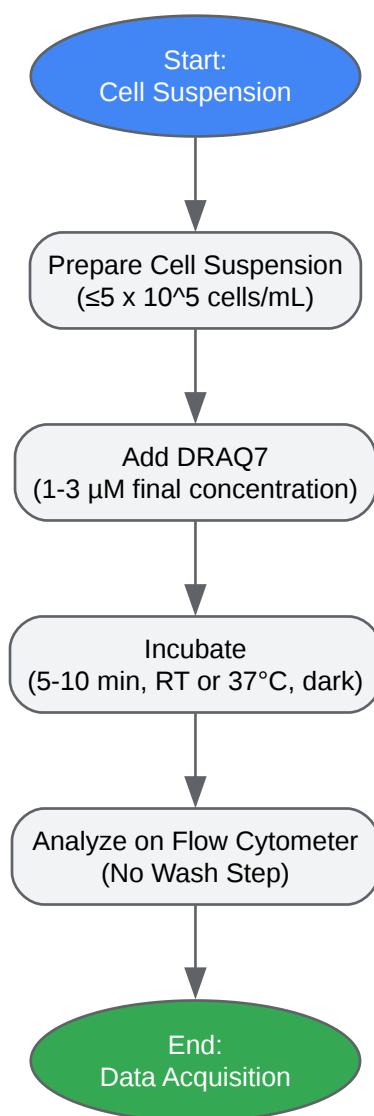 Start:
Cell Suspension
Prepare Cell Suspension
(≤5 x 10^5 cells/mL)
Add DRAQ7
(1-3 µM final concentration)
Incubate
(5-10 min, RT or 37°C, dark)
Analyze on Flow Cytometer
(No Wash Step)
End:
Data Acquisition